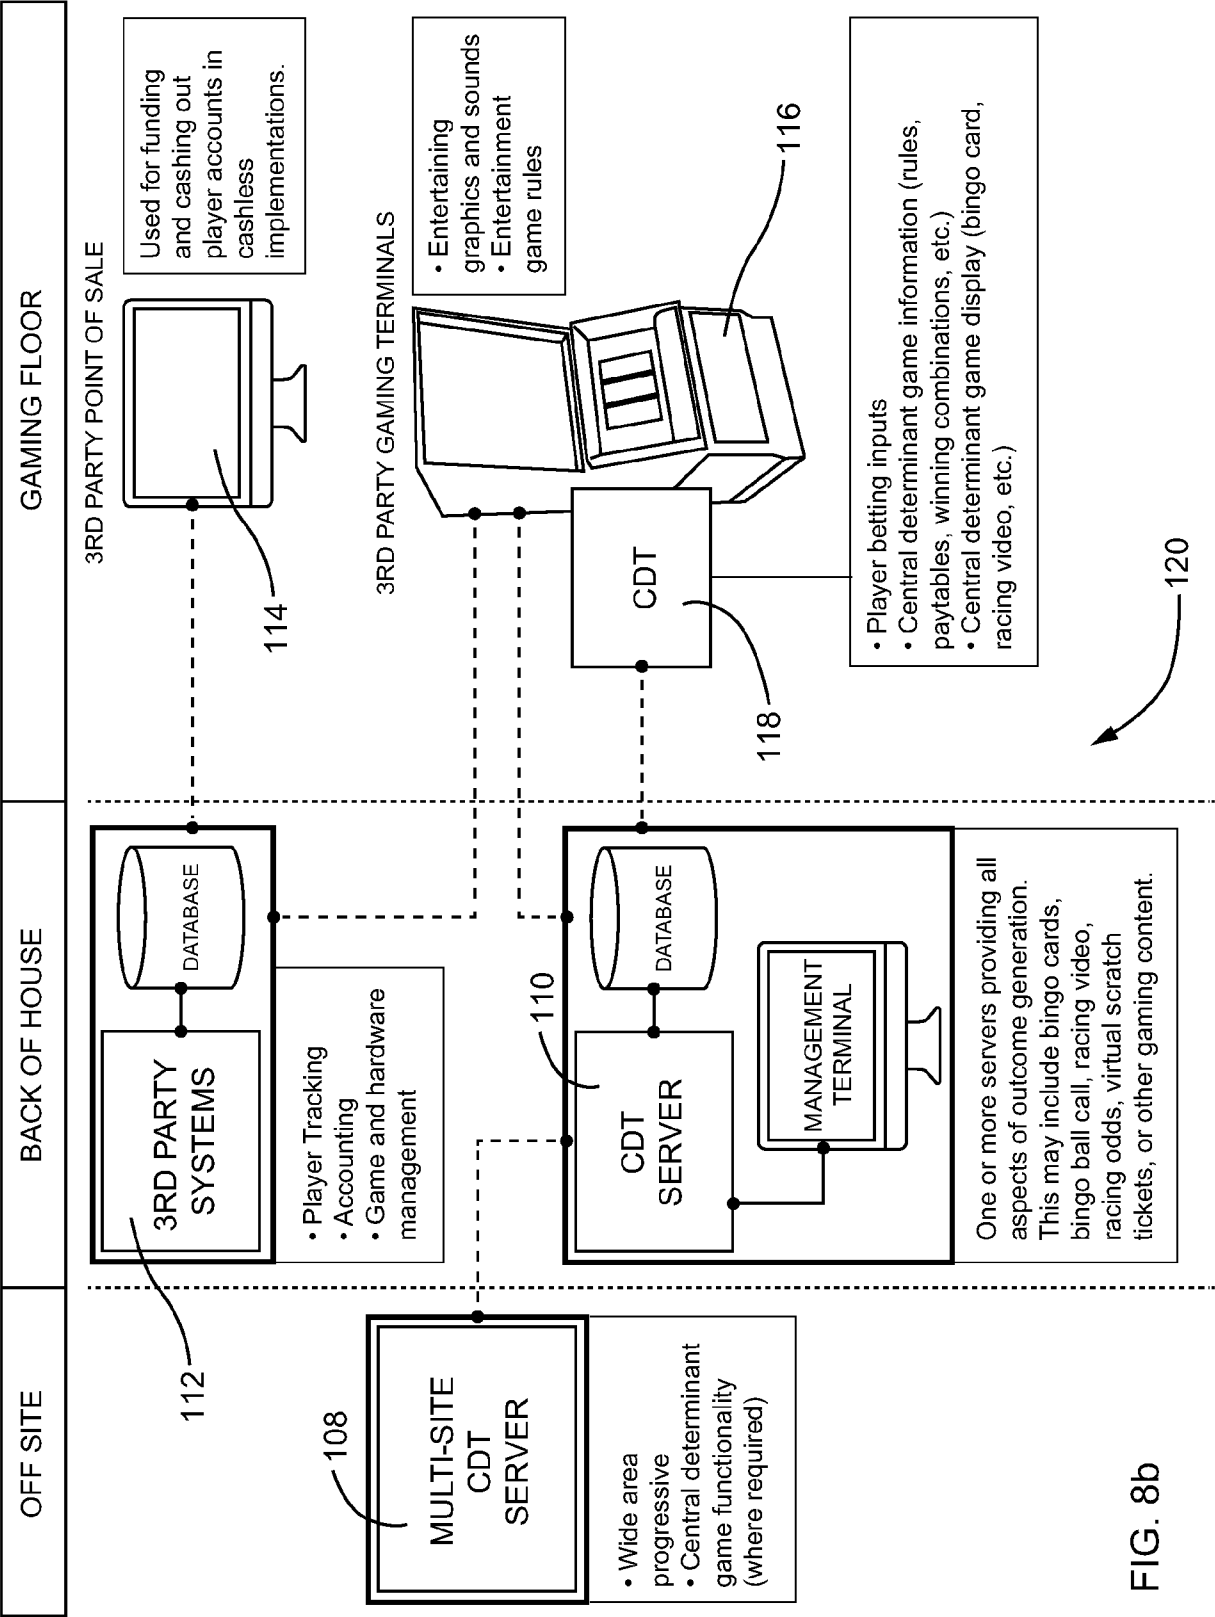 OFF SITE
BACK OF HOUSE
GAMING FLOOR
108
MULTI-SITE
CDT
SERVER
• Wide area
progressive
• Central determinant
game functionality
(where required)
112
3RD PARTY
SYSTEMS
DATABASE
• Player Tracking
• Accounting
• Game and hardware
management
110
CDT
SERVER
DATABASE
MANAGEMENT
TERMINAL
One or more servers providing all
aspects of outcome generation.
This may include bingo cards,
bingo ball call, racing video,
racing odds, virtual scratch
tickets, or other gaming content.
3RD PARTY POINT OF SALE
114
Used for funding
and cashing out
player accounts in
cashless
implementations.
3RD PARTY GAMING TERMINALS
• Entertaining
graphics and sounds
• Entertainment
game rules
116
CDT
118
• Player betting inputs
• Central determinant game information (rules,
paytables, winning combinations, etc.)
• Central determinant game display (bingo card,
racing video, etc.)
120
FIG. 8b